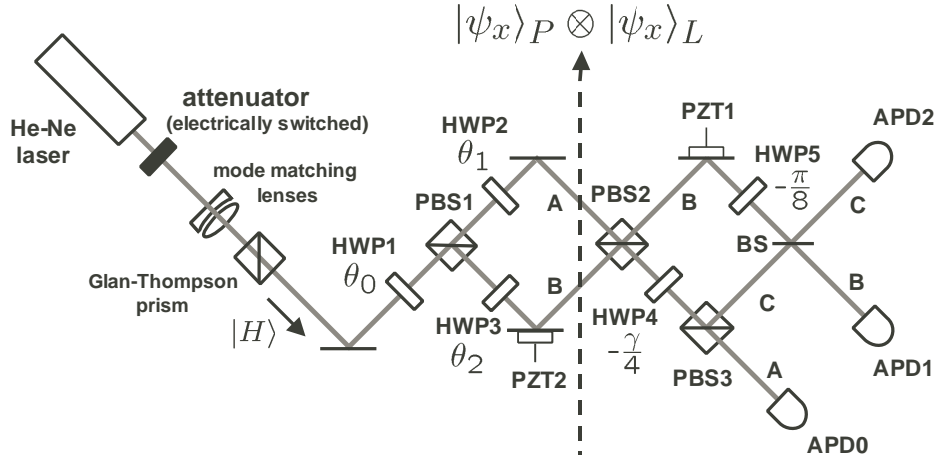 |ψx⟩P ⊗ |ψx⟩L
He-Ne
laser
attenuator
(electrically switched)
mode matching
lenses
Glan-Thompson
prism
|H⟩
HWP1
θ0
PBS1
HWP2
θ1
HWP3
θ2
PZT2
A
B
PBS2
HWP4
-γ/4
PZT1
B
HWP5
-π/8
BS
C
PBS3
A
APD0
C
APD2
B
APD1